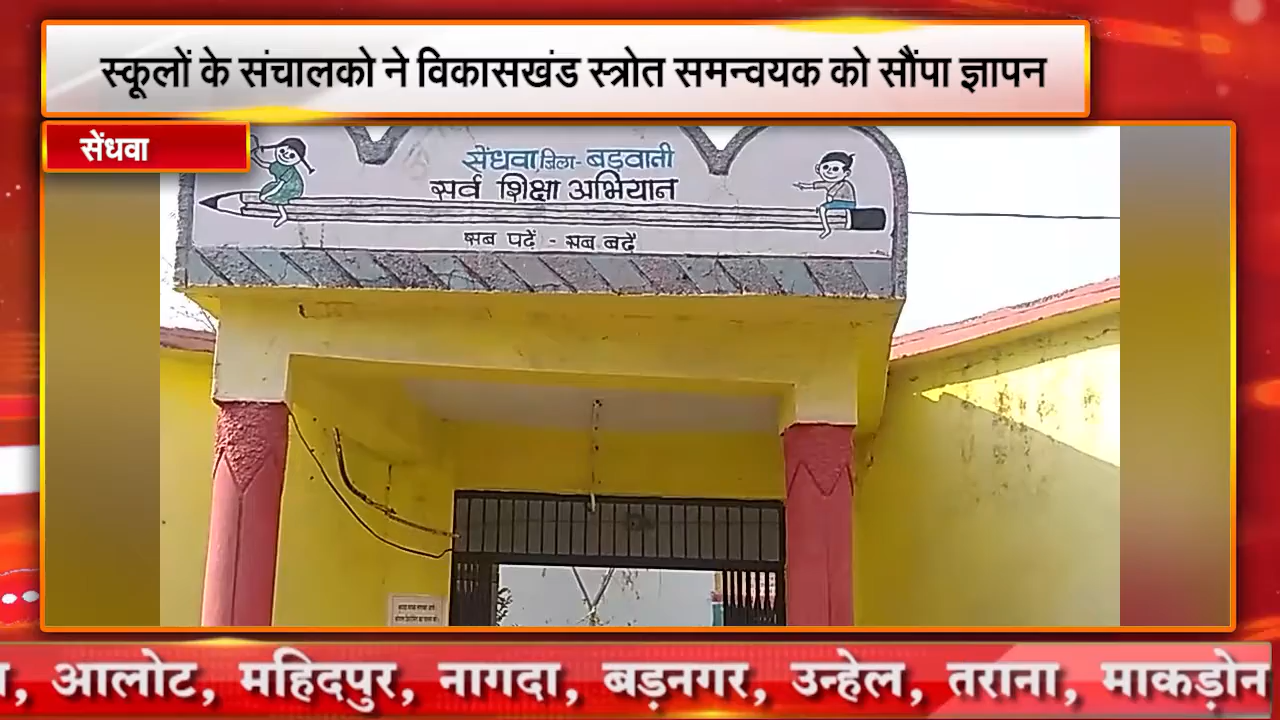 स्कूलों के संचालको ने विकासखंड स्त्रोत समन्वयक को सौंपा ज्ञापन
सेंधवा
सेंधवा जिला- बड़वाती
सर्व शिक्षा अभियान
सब पढ़ें - सब बढ़ें
आलोट, महिदपुर, नागदा, बड़नगर, उन्हेल, तराना, माकड़ोन